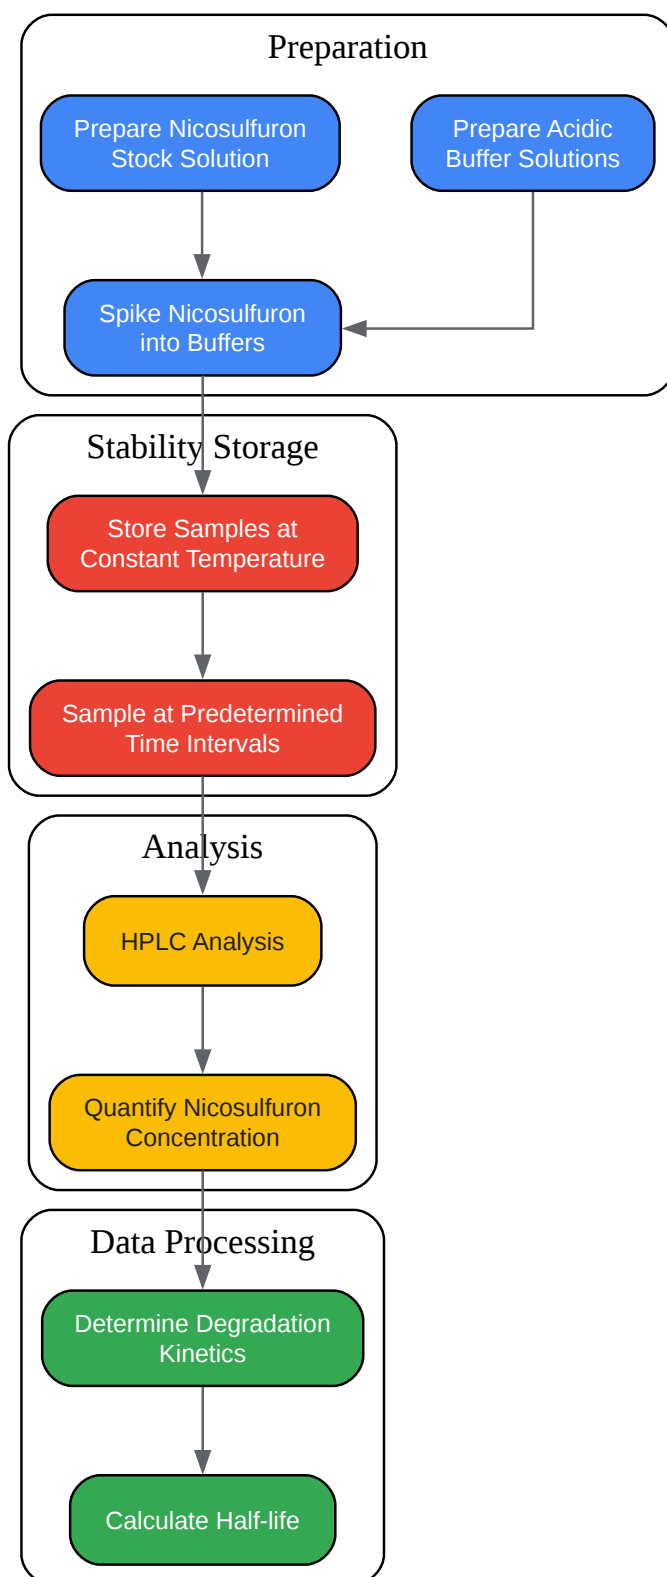 Preparation
Prepare Nicosulfuron
Stock Solution
Prepare Acidic
Buffer Solutions
Spike Nicosulfuron
into Buffers
Stability Storage
Store Samples at
Constant Temperature
Sample at Predetermined
Time Intervals
Analysis
HPLC Analysis
Quantify Nicosulfuron
Concentration
Data Processing
Determine Degradation
Kinetics
Calculate Half-life